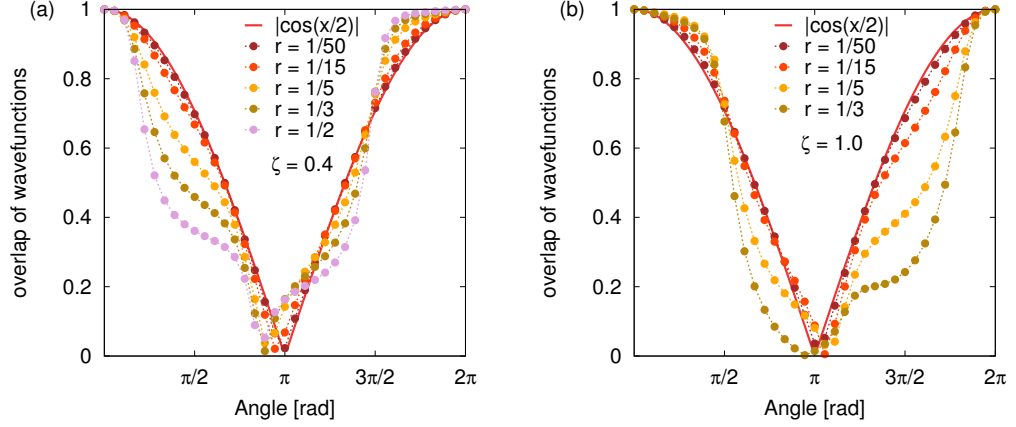 (a)
overlap of wavefunctions
1
0.8
0.6
0.4
0.2
0
|cos(x/2)|
r = 1/50
r = 1/15
r = 1/5
r = 1/3
r = 1/2
ζ = 0.4
π/2
π
3π/2
2π
Angle [rad]
(b)
overlap of wavefunctions
1
0.8
0.6
0.4
0.2
0
|cos(x/2)|
r = 1/50
r = 1/15
r = 1/5
r = 1/3
ζ = 1.0
π/2
π
3π/2
2π
Angle [rad]